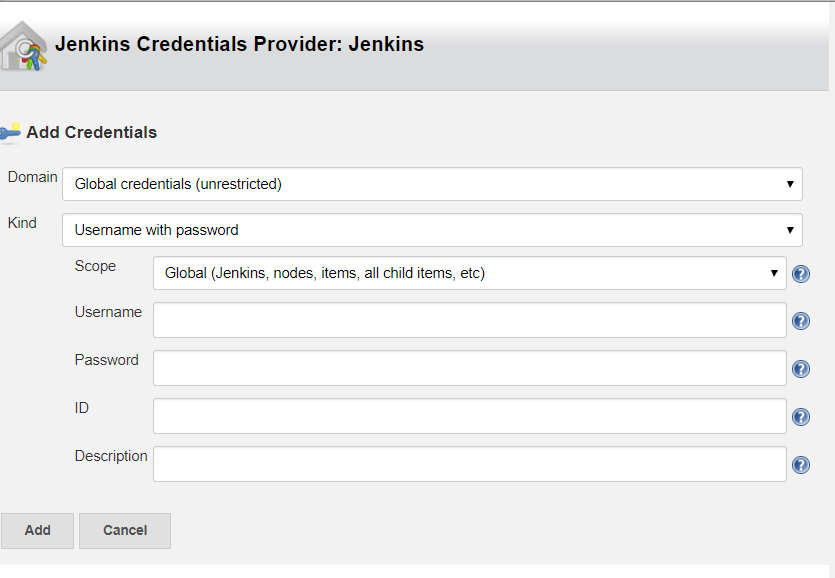 Jenkins Credentials Provider: Jenkins
Add Credentials
Domain Global credentials (unrestricted)
Kind Username with password
Scope Global (Jenkins, nodes, items, all child items, etc)
Username
Password
ID
Description
Add Cancel